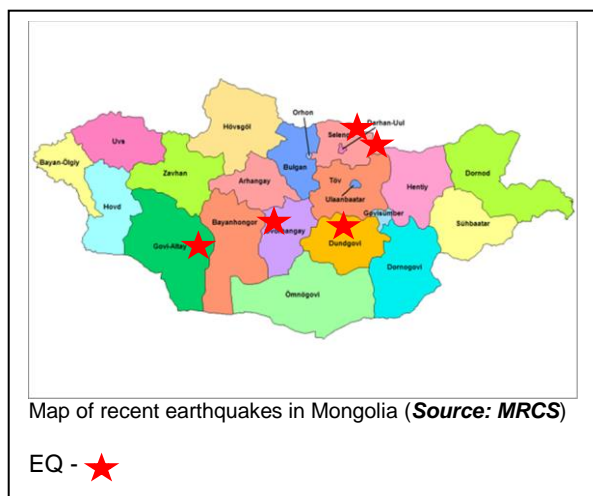 Orhon
Darhan-Uul
Hövsgöl
Selenge
Uvs
Bayan-Ölgiy
Zavhan
Bulgan
Dornod
Arhangay
Töv
Hentiy
Hovd
Ulaanbaatar
Bayanhongor
Govisümber
Sühbaatar
Govi-Altay
Dundgovi
Dornogovi
Ömnögovi
Map of recent earthquakes in Mongolia (Source: MRCS)
EQ -